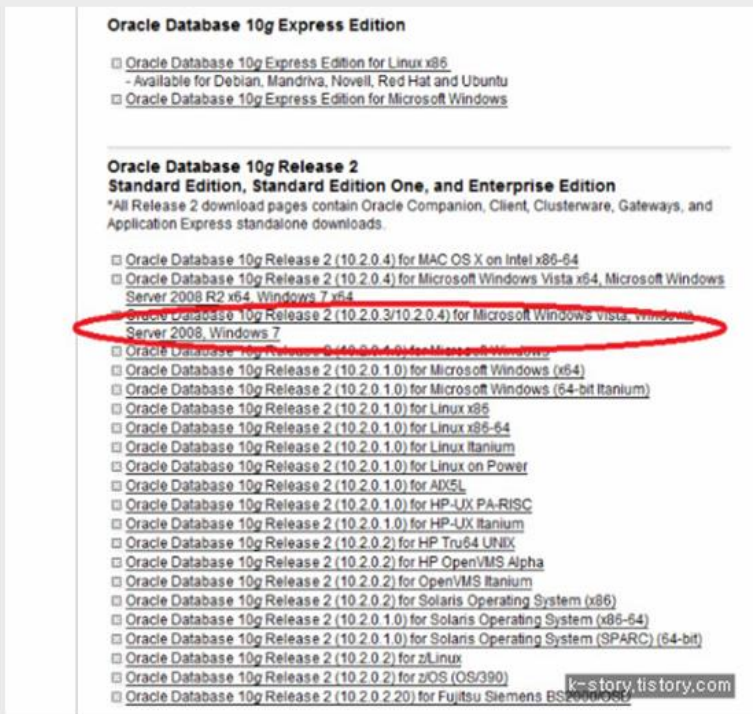 Oracle Database 10g Express Edition
Oracle Database 10g Express Edition for Linux x86
- Available for Debian, Mandriva, Novell, Red Hat and Ubuntu
Oracle Database 10g Express Edition for Microsoft Windows
Oracle Database 10g Release 2
Standard Edition, Standard Edition One, and Enterprise Edition
*All Release 2 download pages contain Oracle Companion, Client, Clusterware, Gateways, and
Application Express standalone downloads.
Oracle Database 10g Release 2 (10.2.0.4) for MAC OS X on Intel x86-64
Oracle Database 10g Release 2 (10.2.0.4) for Microsoft Windows Vista x64, Microsoft Windows
Server 2008 R2 x64, Windows 7 x64
Oracle Database 10g Release 2 (10.2.0.3/10.2.0.4) for Microsoft Windows Vista, Windows
Server 2008, Windows 7
Oracle Database 10g Release 2 (10.2.0.1.0) for Microsoft Windows
Oracle Database 10g Release 2 (10.2.0.1.0) for Microsoft Windows (x64)
Oracle Database 10g Release 2 (10.2.0.1.0) for Microsoft Windows (64-bit Itanium)
Oracle Database 10g Release 2 (10.2.0.1.0) for Linux x86
Oracle Database 10g Release 2 (10.2.0.1.0) for Linux x86-64
Oracle Database 10g Release 2 (10.2.0.1.0) for Linux Itanium
Oracle Database 10g Release 2 (10.2.0.1.0) for Linux on Power
Oracle Database 10g Release 2 (10.2.0.1.0) for AIX5L
Oracle Database 10g Release 2 (10.2.0.1.0) for HP-UX PA-RISC
Oracle Database 10g Release 2 (10.2.0.1.0) for HP-UX Itanium
Oracle Database 10g Release 2 (10.2.0.2) for HP Tru64 UNIX
Oracle Database 10g Release 2 (10.2.0.2) for HP OpenVMS Alpha
Oracle Database 10g Release 2 (10.2.0.2) for OpenVMS Itanium
Oracle Database 10g Release 2 (10.2.0.2) for Solaris Operating System (x86)
Oracle Database 10g Release 2 (10.2.0.1.0) for Solaris Operating System (x86-64)
Oracle Database 10g Release 2 (10.2.0.1.0) for Solaris Operating System (SPARC) (64-bit)
Oracle Database 10g Release 2 (10.2.0.2) for z/Linux
Oracle Database 10g Release 2 (10.2.0.2) for z/OS (OS/390)
Oracle Database 10g Release 2 (10.2.0.2.20) for Fujitsu Siemens BS2000/OSD
k-story.tistory.com